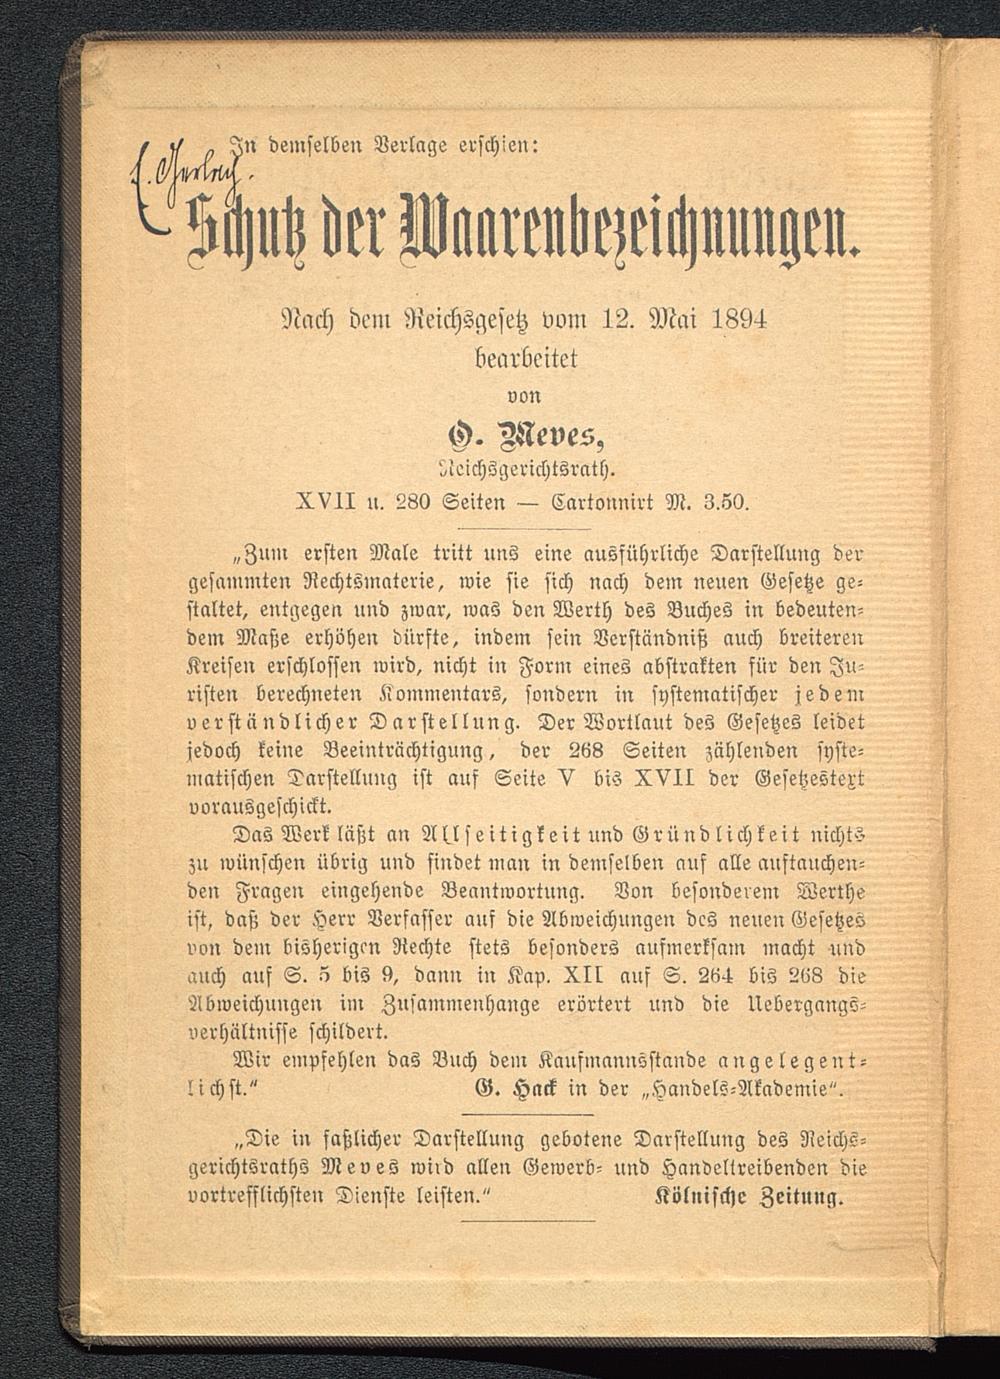 In demselben Verlage erschien:
Gerlach.
Schutz der Waarenbezeichnungen.
Nach dem Reichsgesetz vom 12. Mai 1894
bearbeitet
von
O. Meves,
Reichsgerichtsrath.
XVII u. 280 Seiten — Cartonnirt M. 3.50.
„Zum ersten Male tritt uns eine ausführliche Darstellung der
gesammten Rechtsmaterie, wie sie sich nach dem neuen Gesetze ge-
staltet, entgegen und zwar, was den Werth des Buches in bedeuten-
dem Maße erhöhen dürfte, indem sein Verständniß auch breiteren
Kreisen erschlossen wird, nicht in Form eines abstrakten für den Ju-
risten berechneten Kommentars, sondern in systematischer jedem
verständlicher Darstellung. Der Wortlaut des Gesetzes leidet
jedoch keine Beeinträchtigung, der 268 Seiten zählenden syste-
matischen Darstellung ist auf Seite V bis XVII der Gesetzestext
vorausgeschickt.
Das Werk läßt an Allseitigkeit und Gründlichkeit nichts
zu wünschen übrig und findet man in demselben auf alle auftauchen-
den Fragen eingehende Beantwortung. Von besonderem Werthe
ist, daß der Herr Verfasser auf die Abweichungen des neuen Gesetzes
von dem bisherigen Rechte stets besonders aufmerksam macht und
auch auf S. 5 bis 9, dann in Kap. XII auf S. 264 bis 268 die
Abweichungen im Zusammenhange erörtert und die Uebergangs-
verhältnisse schildert.
Wir empfehlen das Buch dem Kaufmannsstande angelegent-
lichst.“ G. Hack in der „Handels-Akademie“.
„Die in faßlicher Darstellung gebotene Darstellung des Reichs-
gerichtsraths Meves wird allen Gewerb- und Handeltreibenden die
vortrefflichsten Dienste leisten.“ Kölnische Zeitung.